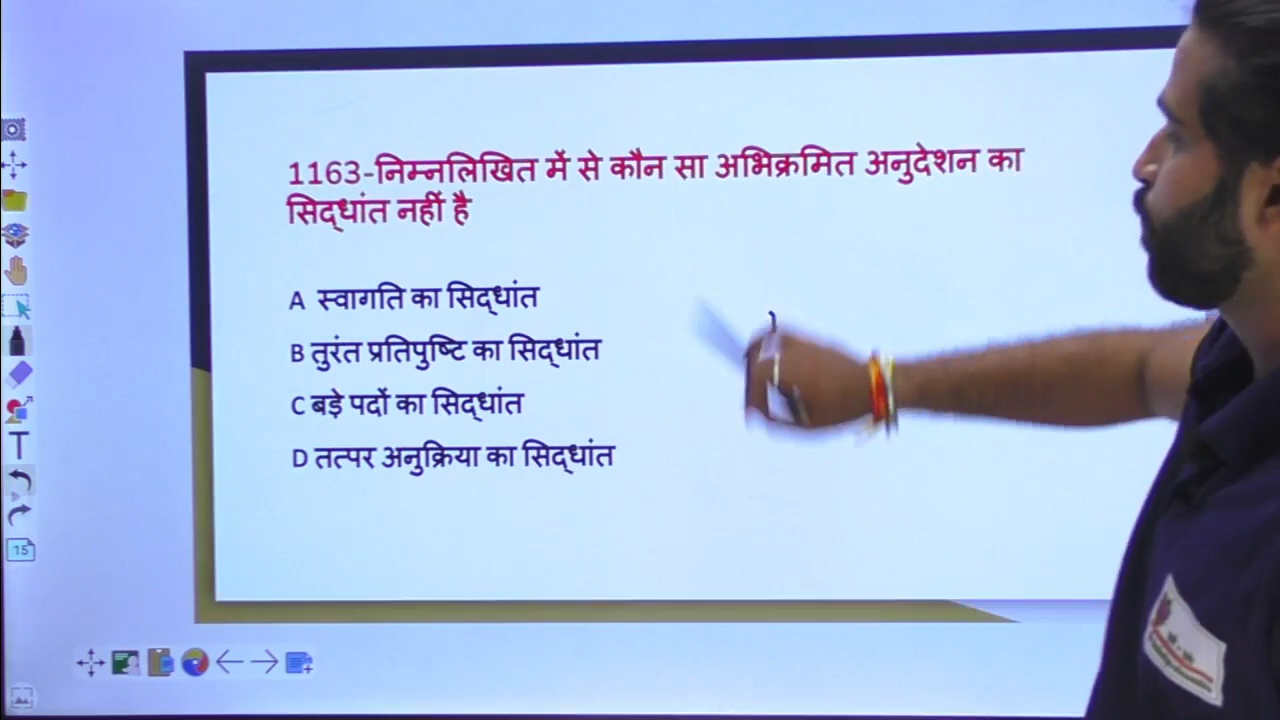 1163-निम्नलिखित में से कौन सा अभिक्रमित अनुदेशन का
सिद्धांत नहीं है
A स्वागति का सिद्धांत
B तुरंत प्रतिपुष्टि का सिद्धांत
C बड़े पदों का सिद्धांत
D तत्पर अनुक्रिया का सिद्धांत
15